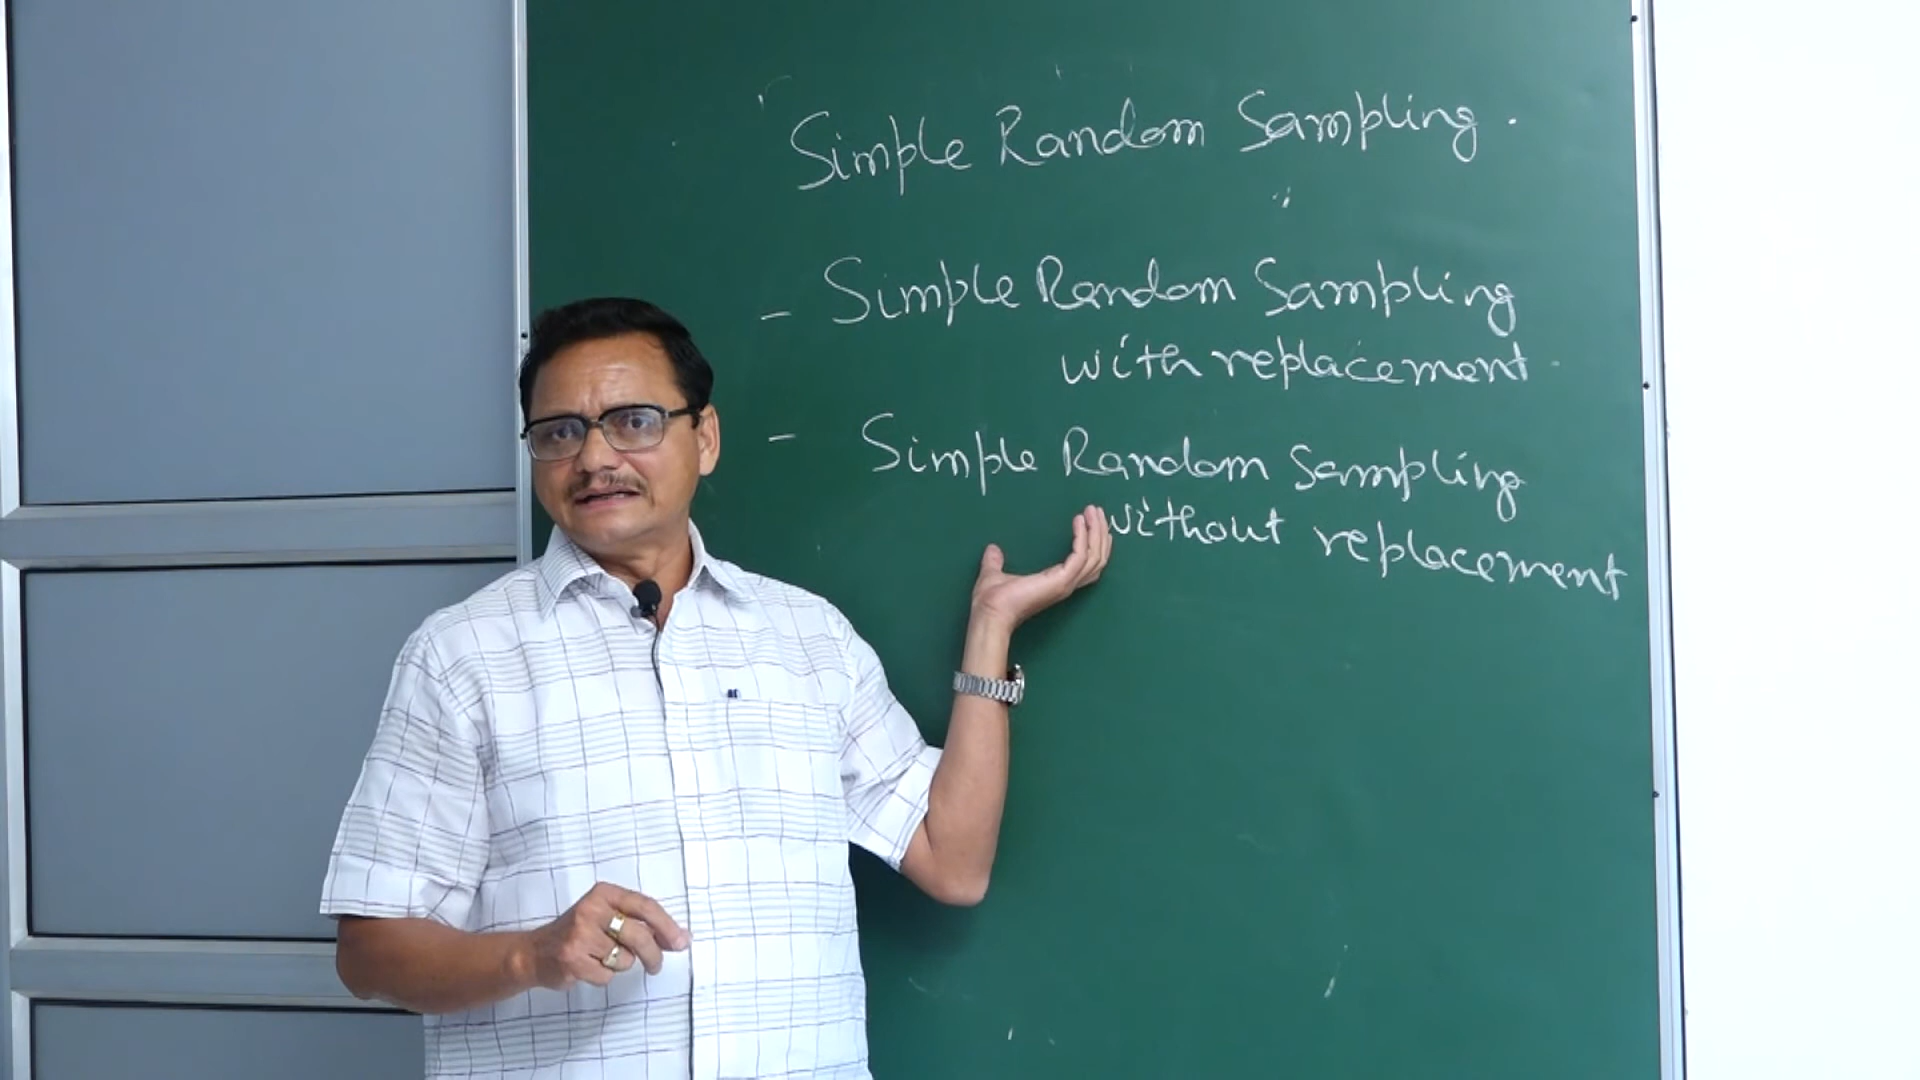 Simple Random Sampling.
- Simple Random Sampling
with replacement
- Simple Random Sampling
without replacement